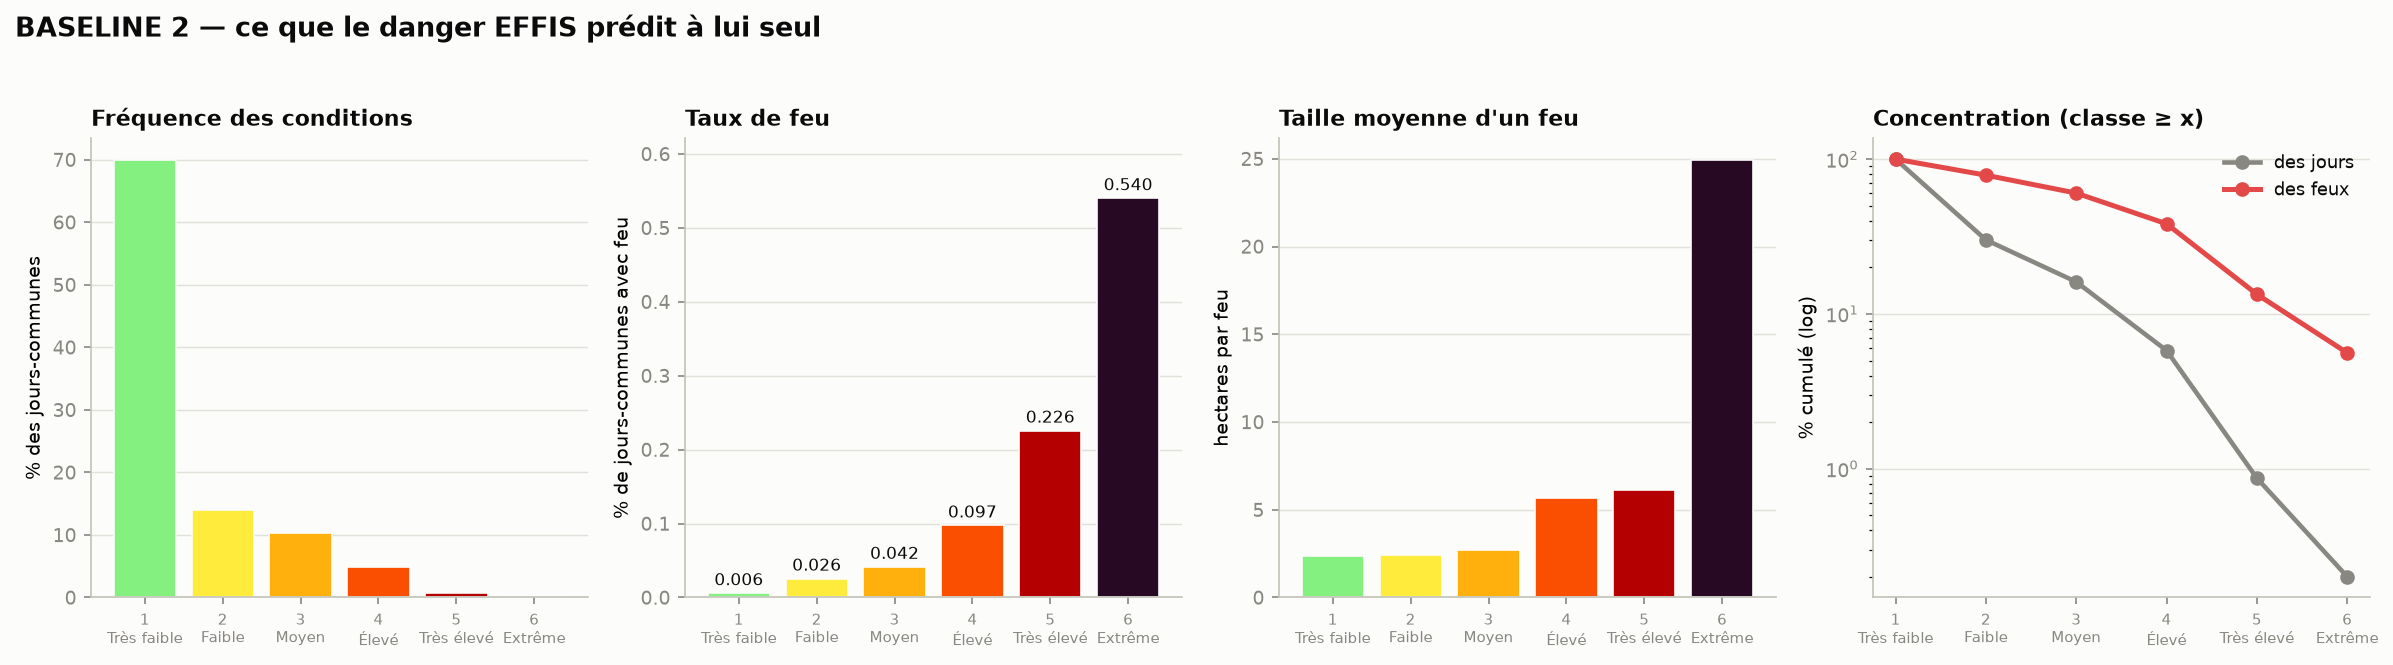 BASELINE 2 — ce que le danger EFFIS prédit à lui seul
Fréquence des conditions
% des jours-communes
70
60
50
40
30
20
10
0
1
Très faible
2
Faible
3
Moyen
4
Élevé
5
Très élevé
6
Extrême
Taux de feu
% de jours-communes avec feu
0.6
0.5
0.4
0.3
0.2
0.1
0.0
0.006
0.026
0.042
0.097
0.226
0.540
1
Très faible
2
Faible
3
Moyen
4
Élevé
5
Très élevé
6
Extrême
Taille moyenne d'un feu
hectares par feu
25
20
15
10
5
0
1
Très faible
2
Faible
3
Moyen
4
Élevé
5
Très élevé
6
Extrême
Concentration (classe ≥ x)
% cumulé (log)
10²
10¹
10⁰
des jours
des feux
1
Très faible
2
Faible
3
Moyen
4
Élevé
5
Très élevé
6
Extrême